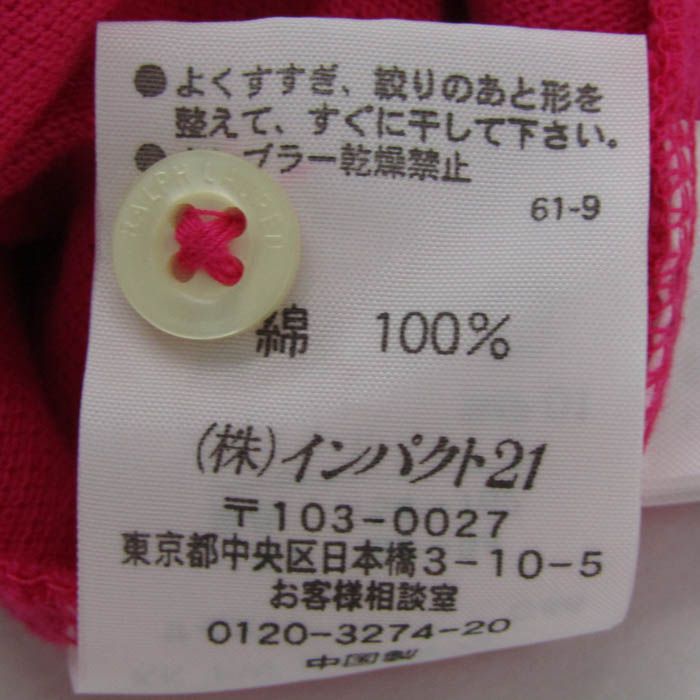 ●よくすすぎ、絞りのあと形を
整えて、すぐに干して下さい。
● ンブラー乾燥禁止
61-9
RALPH LAUREN
綿 100%
(株)インパクト21
〒103-0027
東京都中央区日本橋3-10-5
お客様相談室
0120-3274-20
中国製